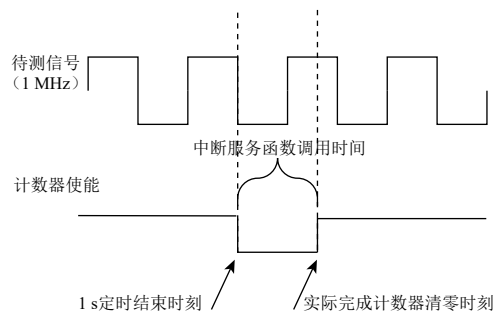 待测信号
（1 MHz）
中断服务函数调用时间
计数器使能
1 s定时结束时刻
实际完成计数器清零时刻